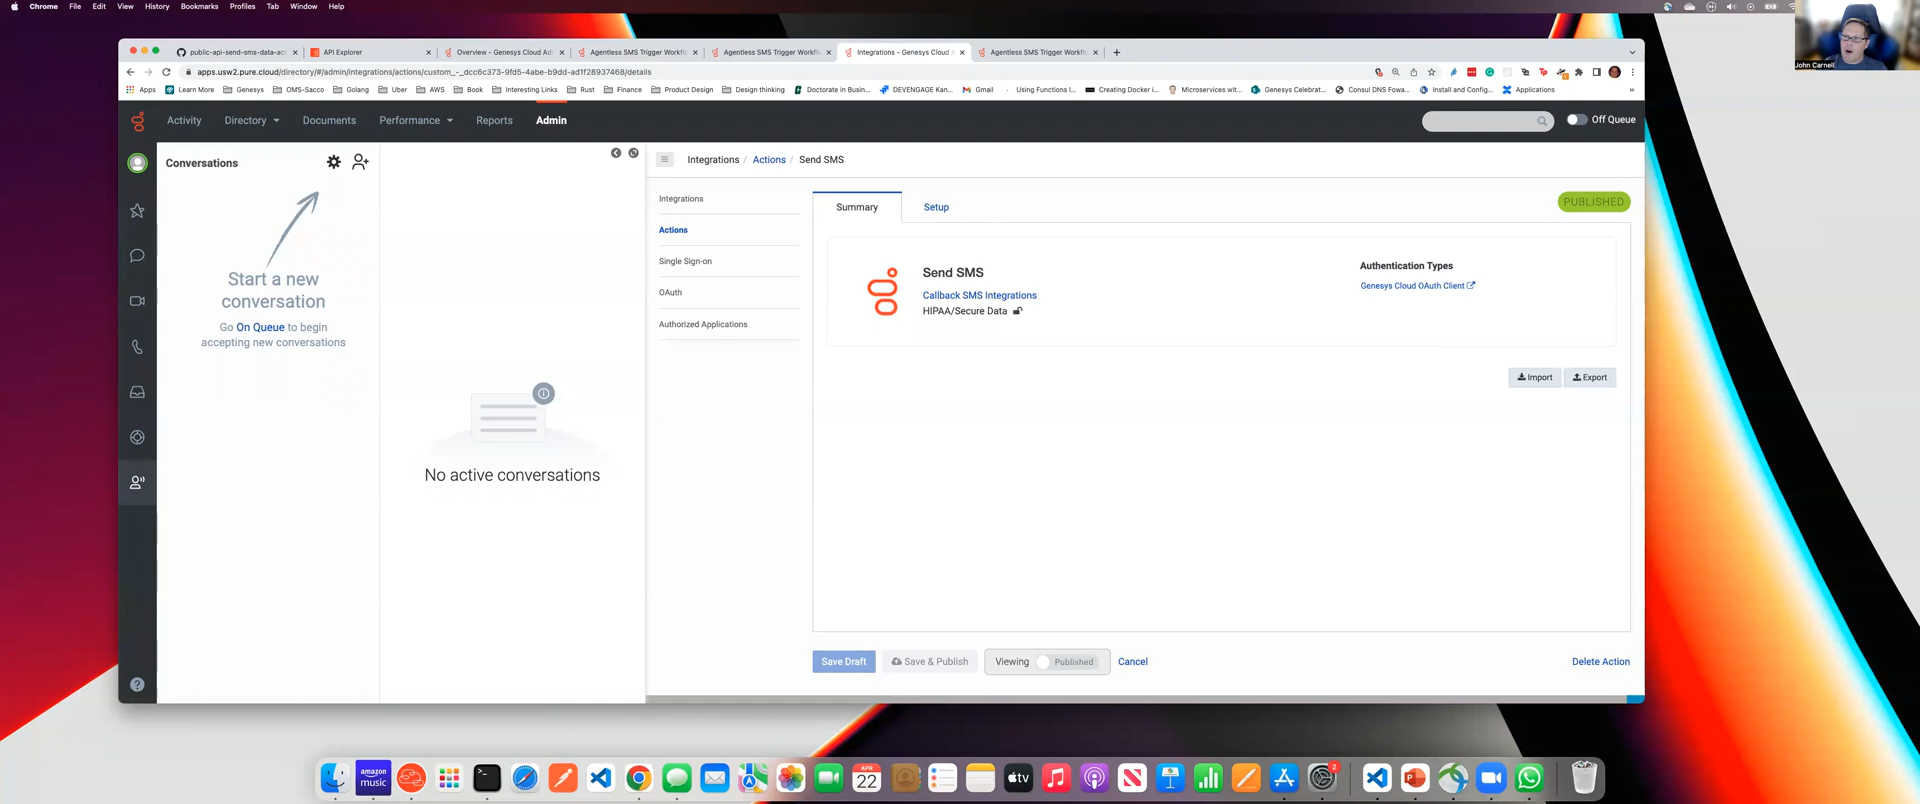 Chrome File Edit View History Bookmarks Profiles Tab Window Help
John Carnell
public-api-send-sms-data-act
API Explorer
Overview - Genesys Cloud Ad
Agentless SMS Trigger Workfl
Agentless SMS Trigger Workfl
Integrations - Genesys Cloud
Agentless SMS Trigger Workfl
apps.usw2.pure.cloud/directory/#/admin/integrations/actions/custom_-_dcc6c373-9fd5-4abe-b9dd-ad1f28937468/details
Apps Learn More Genesys OMS-Sacco Golang Uber AWS Book Interesting Links Rust Finance Product Design Design thinking Doctorate in Busin... DEVENGAGE Kan... Gmail Using Functions I... Creating Docker i... Microservices wit... Genesys Celebrat... Consul DNS Fowa... Install and Config... Applications »
Activity Directory Documents Performance Reports Admin
Off Queue
Conversations
Start a new
conversation
Go On Queue to begin
accepting new conversations
No active conversations
Integrations / Actions / Send SMS
Integrations
Actions
Single Sign-on
OAuth
Authorized Applications
Summary
Setup
PUBLISHED
Send SMS
Callback SMS Integrations
HIPAA/Secure Data
Authentication Types
Genesys Cloud OAuth Client
Import
Export
Save Draft
Save & Publish
Viewing
Published
Cancel
Delete Action
amazon
music
APR
22
tv
2